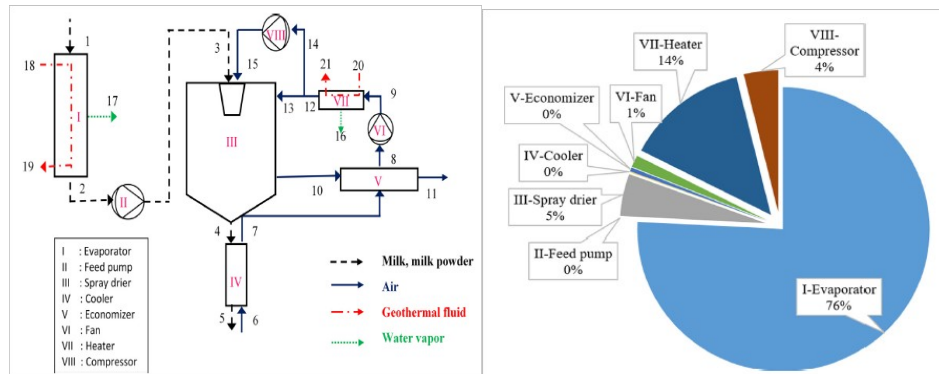 1
18
I
17
19
2
II
3
VIII
14
15
21
20
13
12
VII
9
16
VI
III
8
10
V
11
4
7
IV
5
6
I : Evaporator
II : Feed pump
III : Spray drier
IV : Cooler
V : Economizer
VI : Fan
VII : Heater
VIII : Compressor
Milk, milk powder
Air
Geothermal fluid
Water vapor
VII-Heater
14%
VIII-
Compressor
4%
V-Economizer
0%
VI-Fan
1%
IV-Cooler
0%
III-Spray drier
5%
II-Feed pump
0%
I-Evaporator
76%